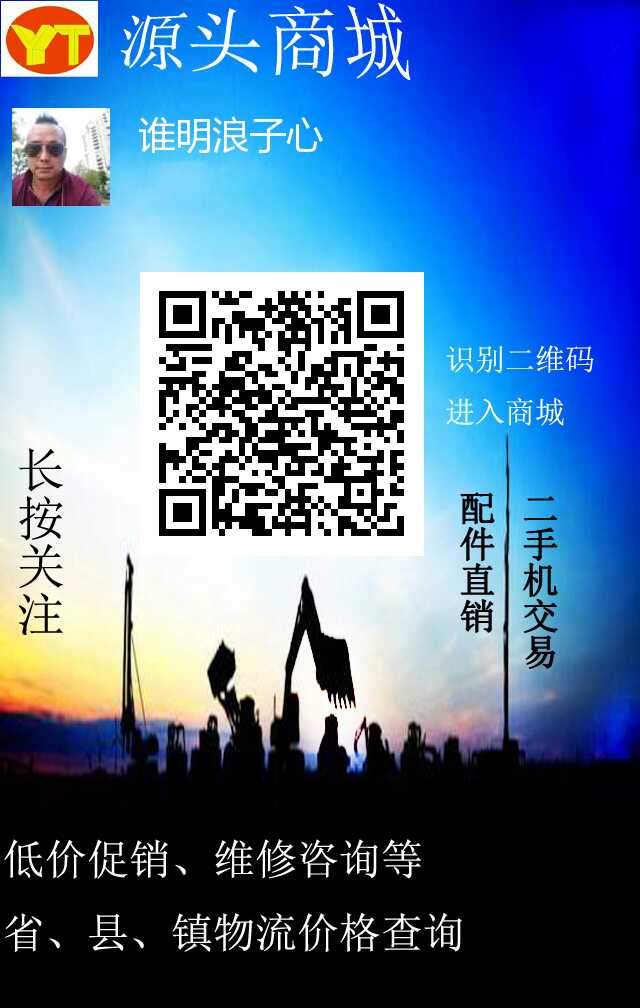 YT
源头商城
谁明浪子心
识别二维码
进入商城
长按关注
配件直销
二手机交易
低价促销、维修咨询等
省、县、镇物流价格查询